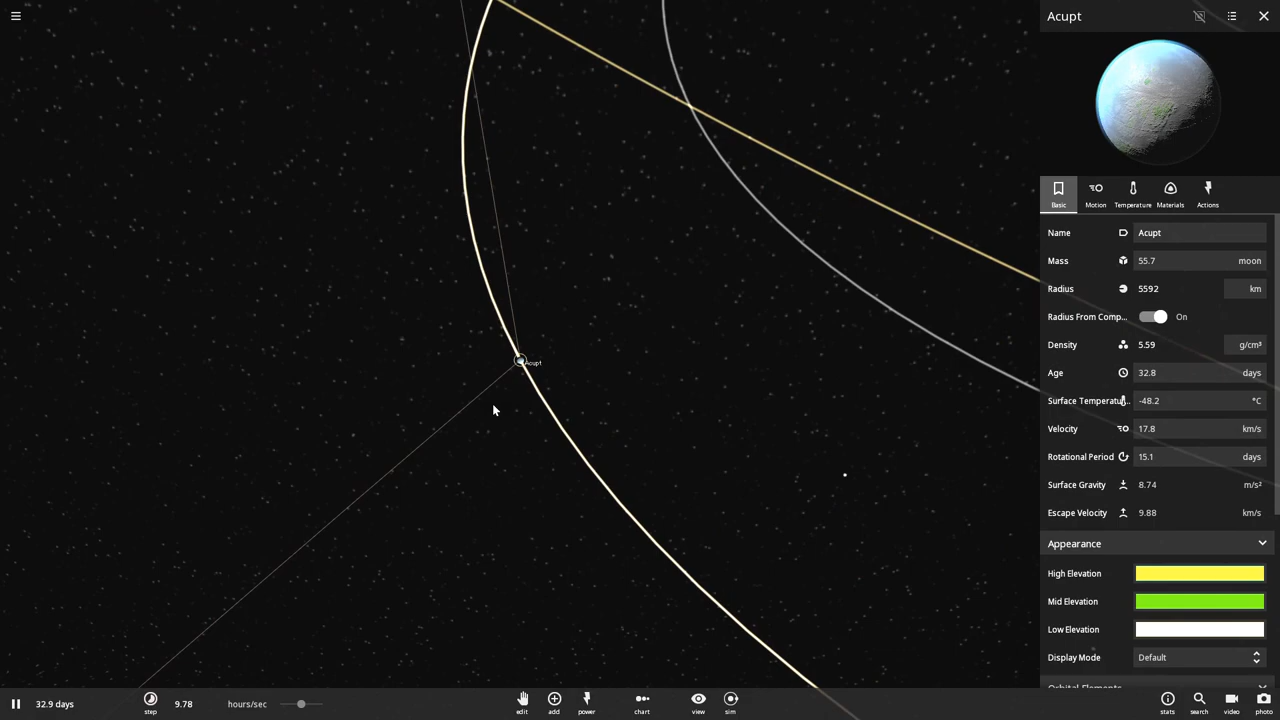 Acupt
Basic Motion Temperature Materials Actions
Name Acupt
Mass 55.7 moon
Radius 5592 km
Radius From Comp... On
Density 5.59 g/cm³
Age 32.8 days
Surface Temperatu... -48.2 °C
Velocity 17.8 km/s
Rotational Period 15.1 days
Surface Gravity 8.74 m/s²
Escape Velocity 9.88 km/s
Appearance
High Elevation
Mid Elevation
Low Elevation
Display Mode Default
Orbital Elements
Acupt
32.9 days step 9.78 hours/sec edit add power chart view sim stats search video photo